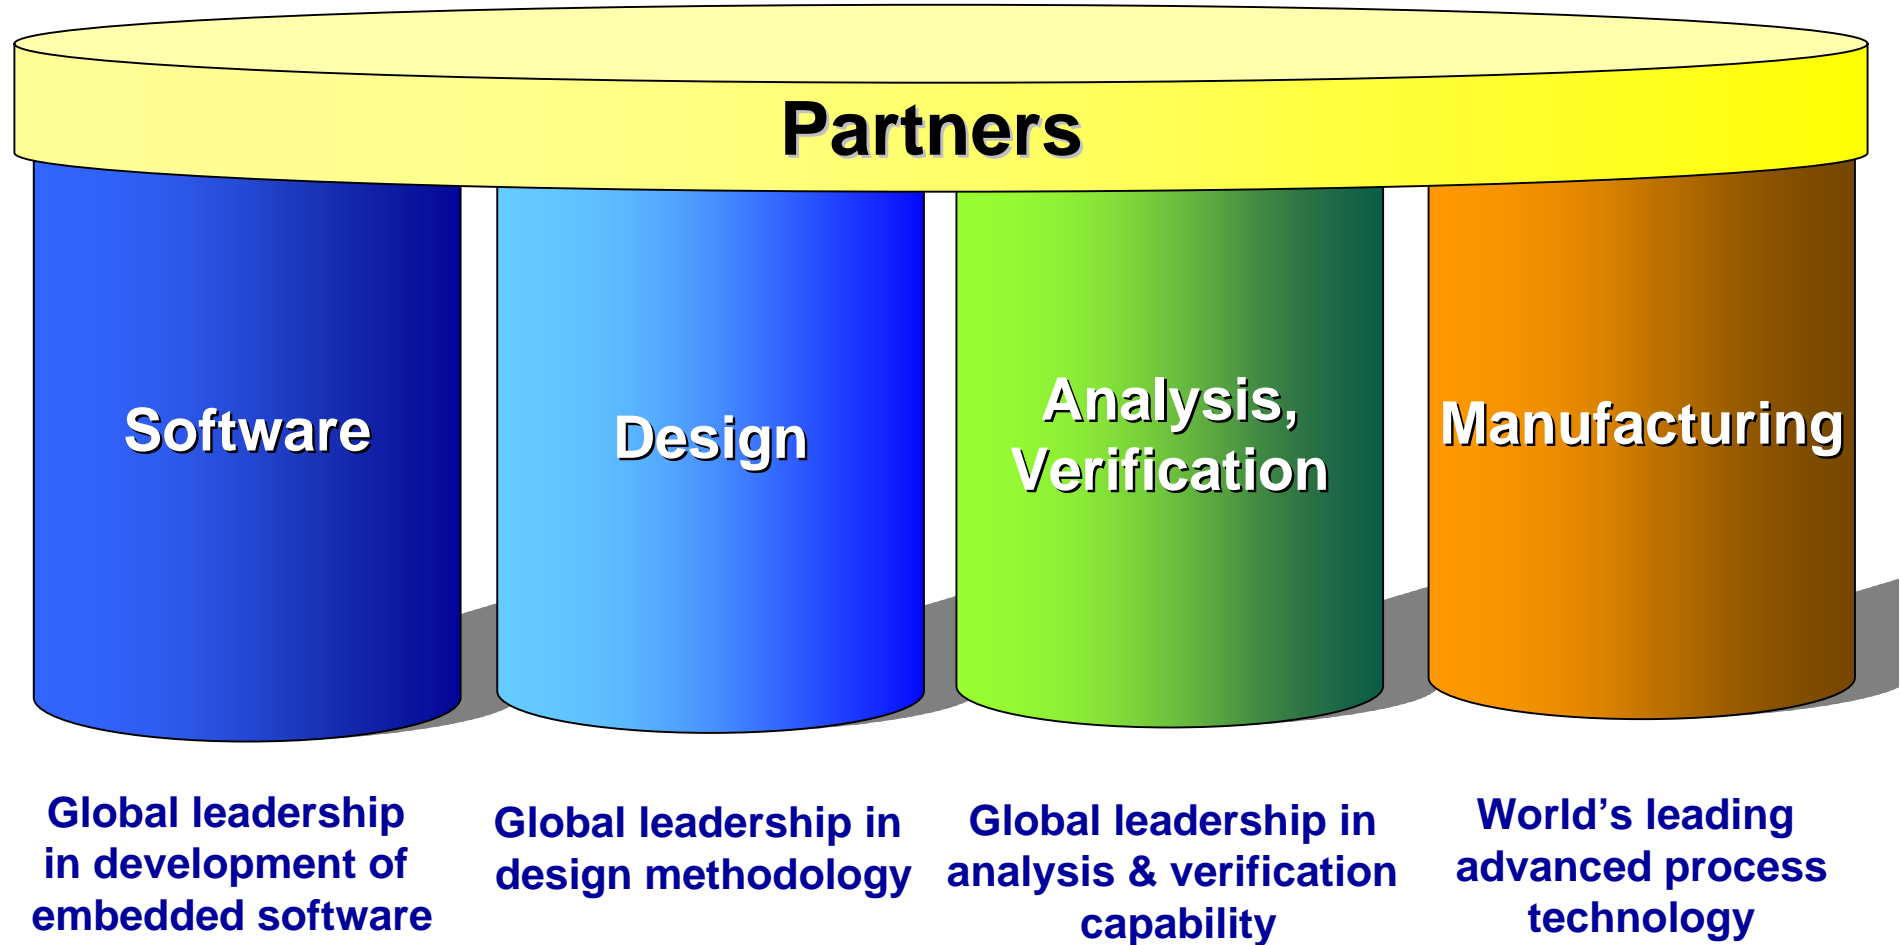 Partners
Software
Design
Analysis,
Verification
Manufacturing
Global leadership
in development of
embedded software
Global leadership in
design methodology
Global leadership in
analysis & verification
capability
World’s leading
advanced process
technology